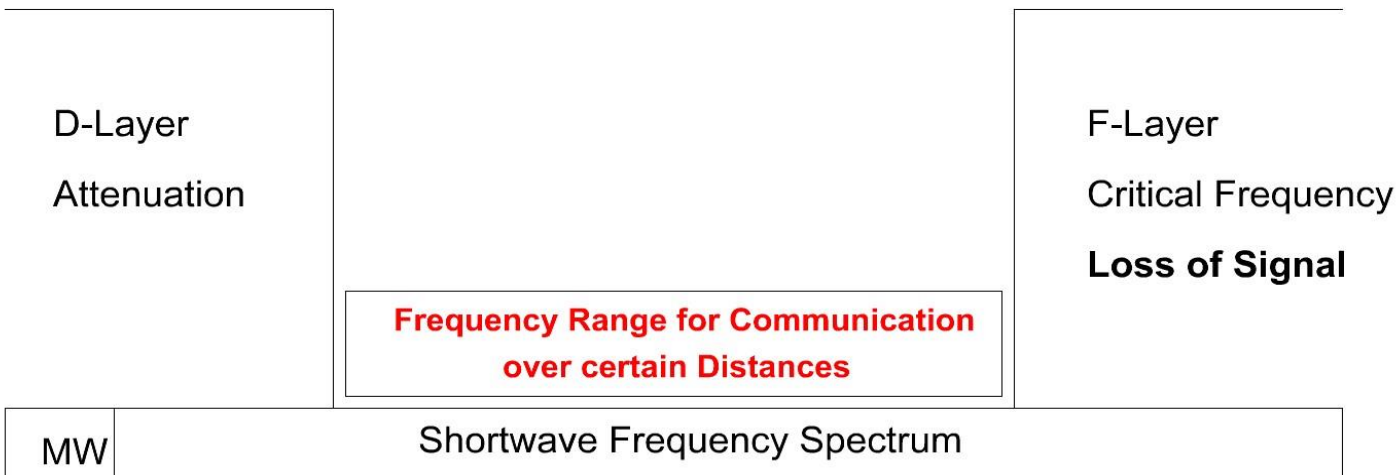 D-Layer
Attenuation
F-Layer
Critical Frequency
Loss of Signal
Frequency Range for Communication
over certain Distances
MW
Shortwave Frequency Spectrum